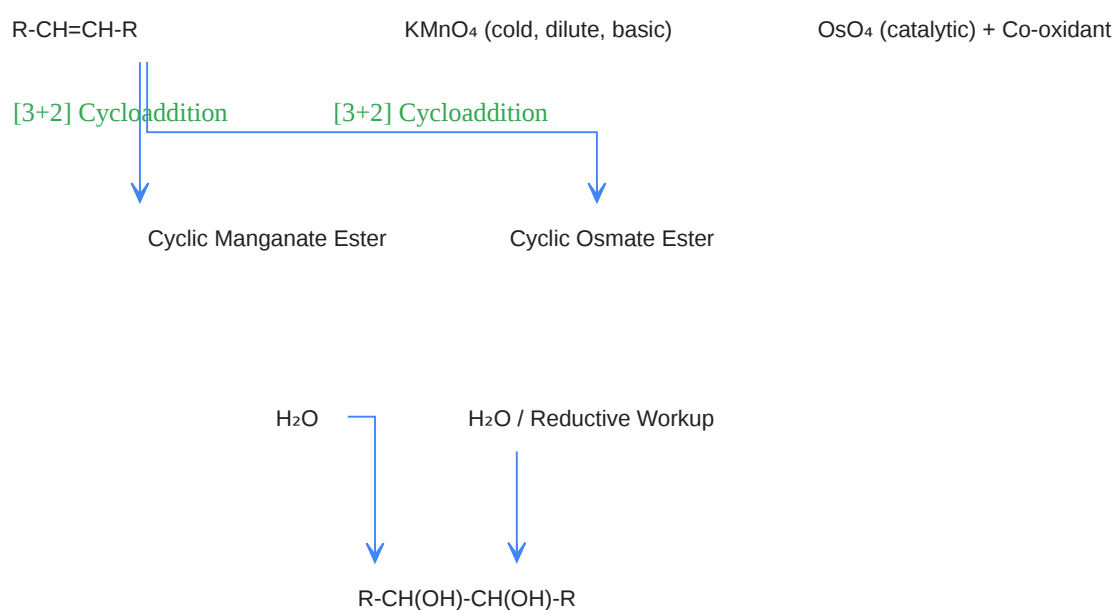 R-CH=CH-R
KMnO₄ (cold, dilute, basic)
OsO₄ (catalytic) + Co-oxidant
[3+2] Cycloaddition
[3+2] Cycloaddition
Cyclic Manganate Ester
Cyclic Osmate Ester
H₂O
H₂O / Reductive Workup
R-CH(OH)-CH(OH)-R